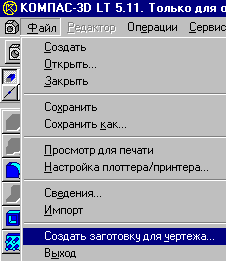 КОМПАС-3D LT 5.11. Только для о
Файл Редактор Операции Сервис
Создать
Открыть...
Закрыть
Сохранить
Сохранить как...
Просмотр для печати
Настройка плоттера/принтера...
Сведения...
Импорт
Создать заготовку для чертежа...
Выход